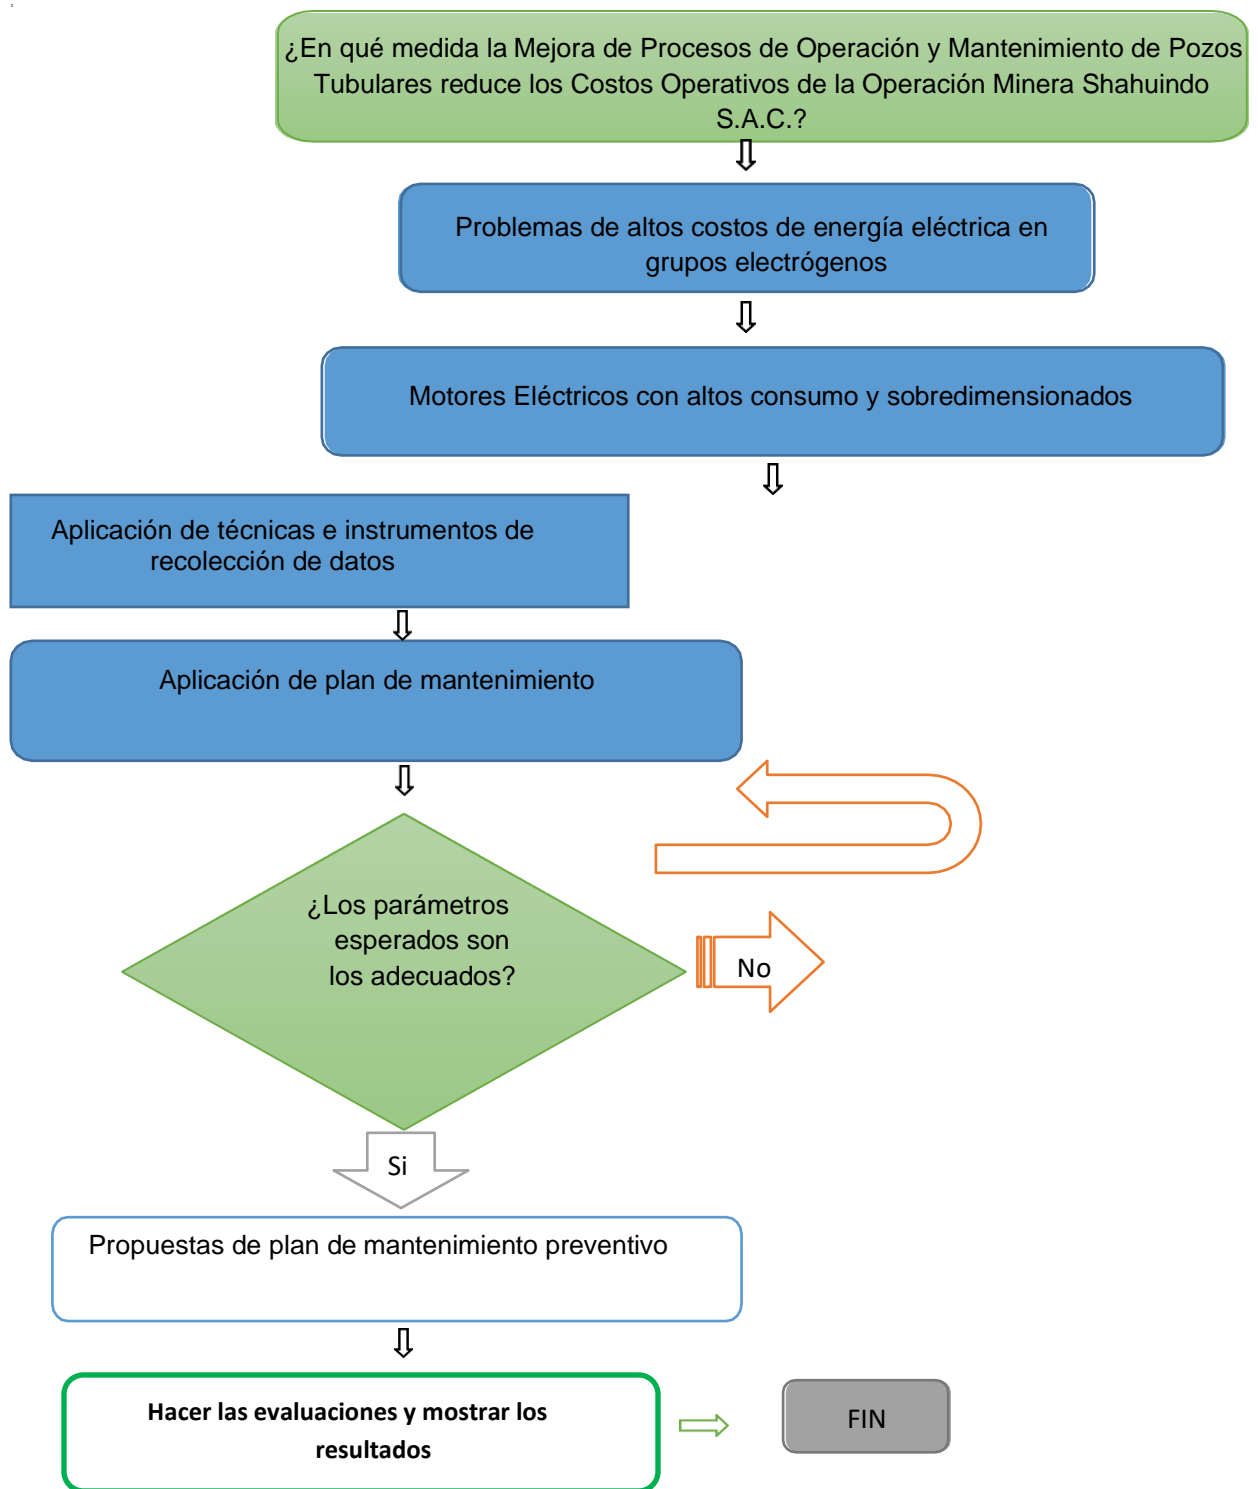 ¿En qué medida la Mejora de Procesos de Operación y Mantenimiento de Pozos
Tubulares reduce los Costos Operativos de la Operación Minera Shahuindo
S.A.C.?
Problemas de altos costos de energía eléctrica en
grupos electrógenos
Motores Eléctricos con altos consumo y sobredimensionados
Aplicación de técnicas e instrumentos de
recolección de datos
Aplicación de plan de mantenimiento
¿Los parámetros
esperados son
los adecuados?
No
Si
Propuestas de plan de mantenimiento preventivo
Hacer las evaluaciones y mostrar los
resultados
FIN